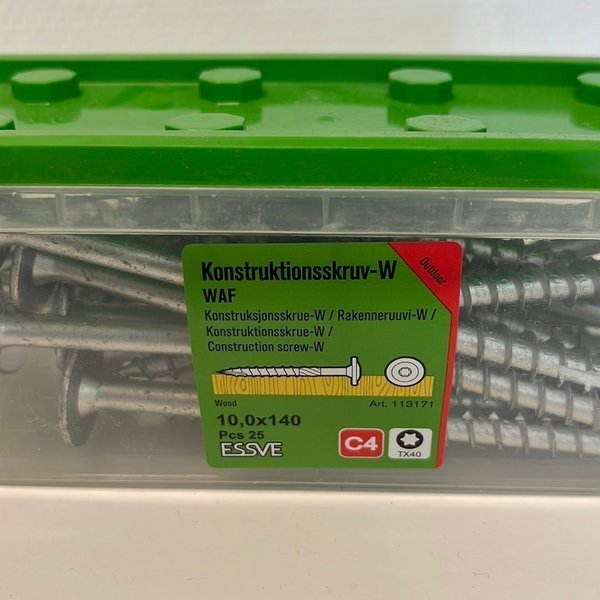 Konstruktionsskruv-W
WAF
Outdoor
Konstruksjonsskrue-W / Rakenneruuvi-W /
Konstruktionsskrue-W /
Construction screw-W
Wood
Art. 113171
10,0x140
Pcs 25
ESSVE
C4
TX40